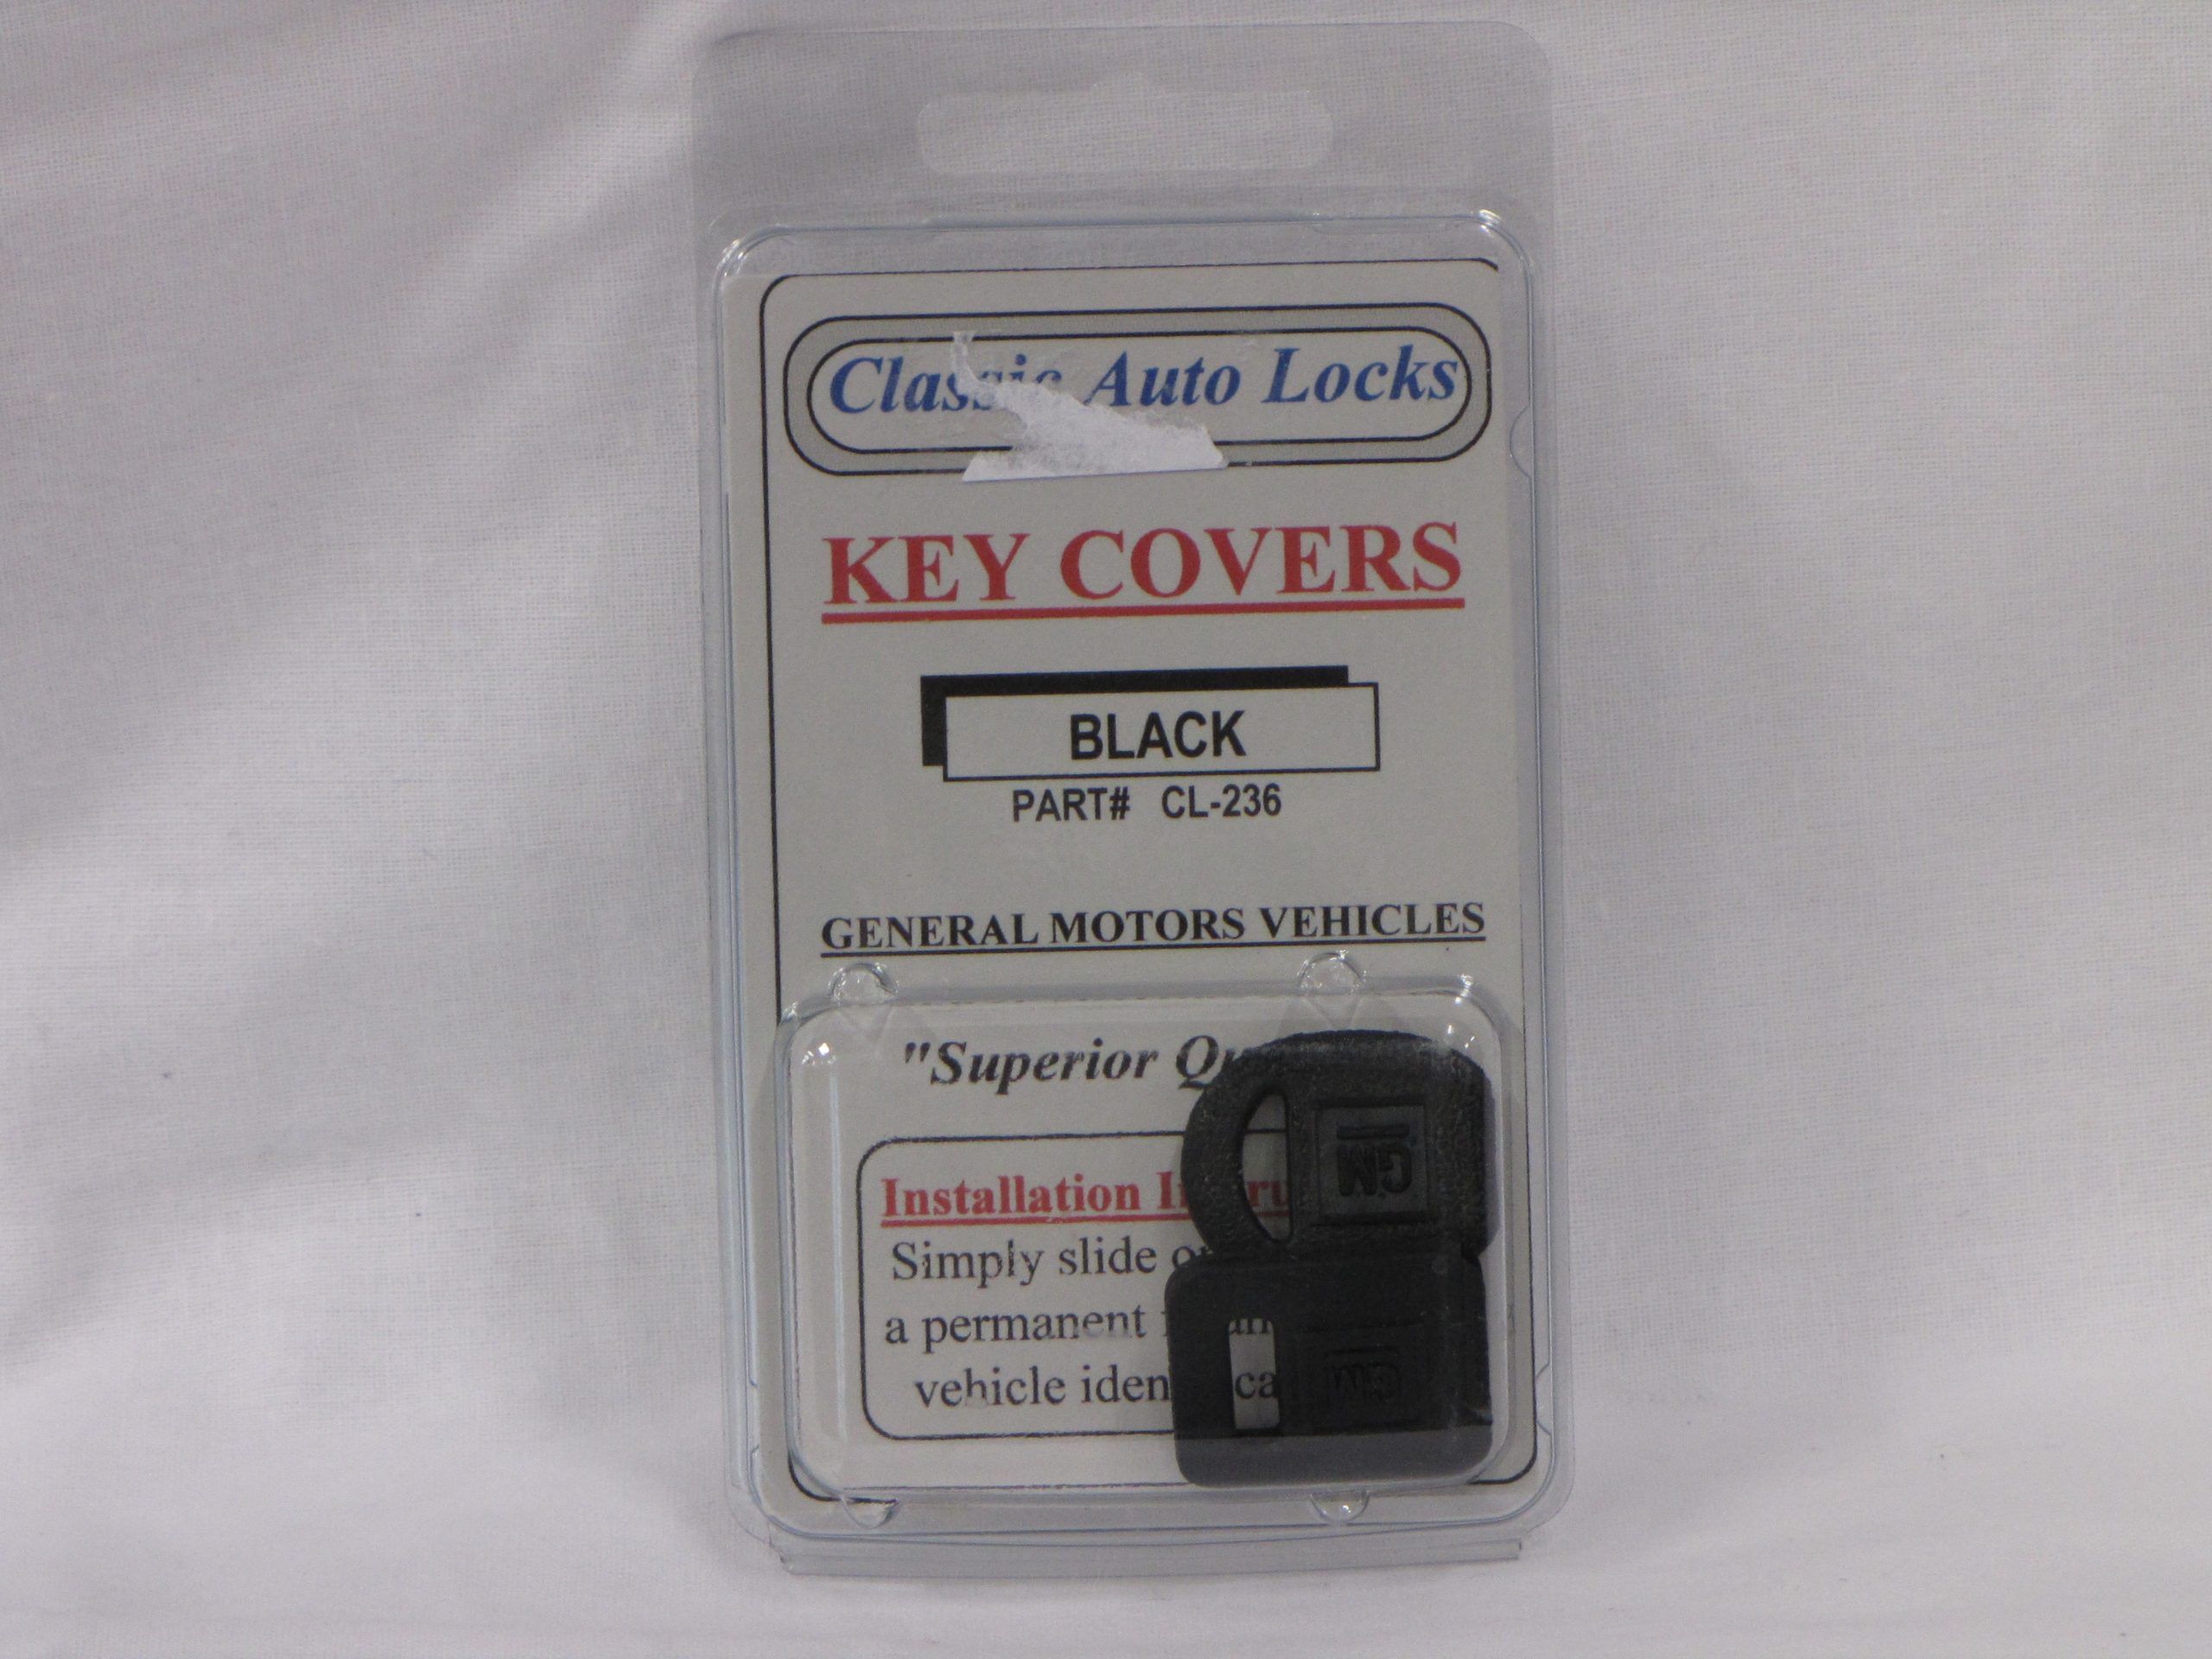 Classic Auto Locks
KEY COVERS
BLACK
PART# CL-236
GENERAL MOTORS VEHICLES
"Superior
Installation
Simply slide
a permanent
vehicle
GM
GM